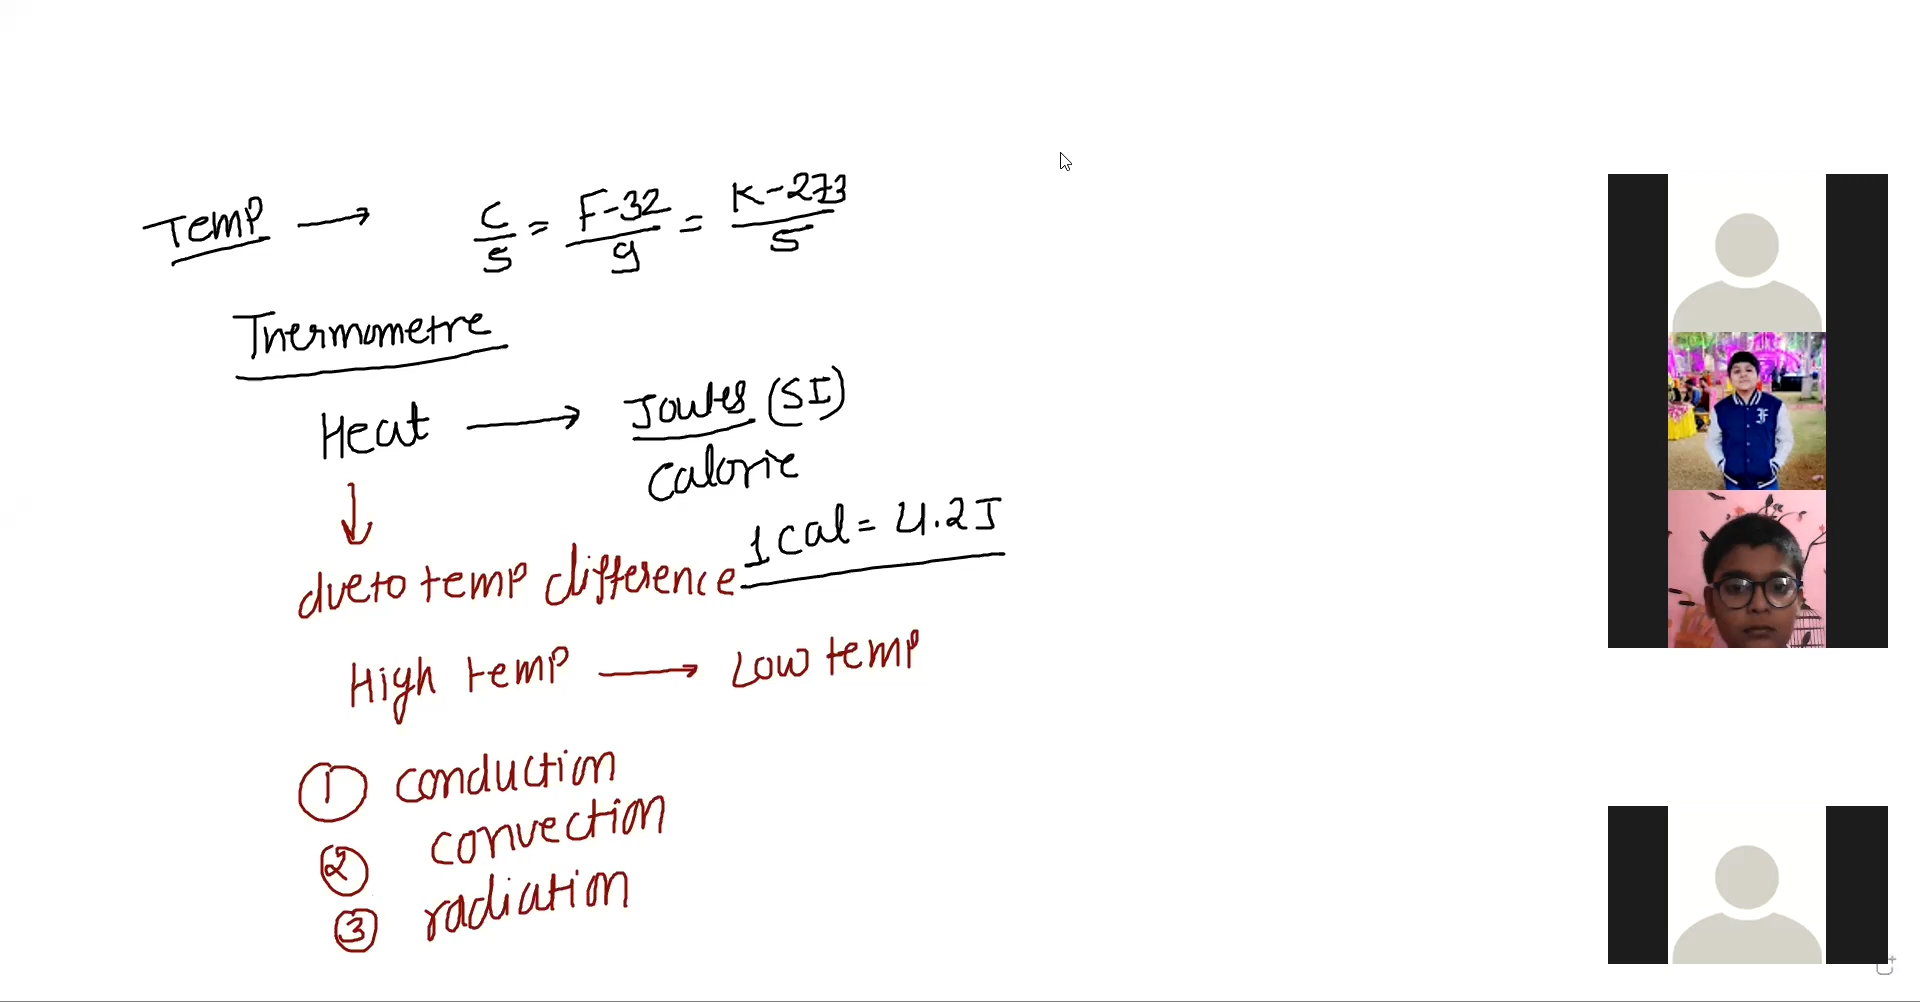 Temp → C/5 = F-32/9 = K-273/5
Thermometre
Heat → Joules (SI)
Calorie
1 cal = 4.2J
↓
due to temp difference
High temp → Low temp
① conduction
② convection
③ radiation
F